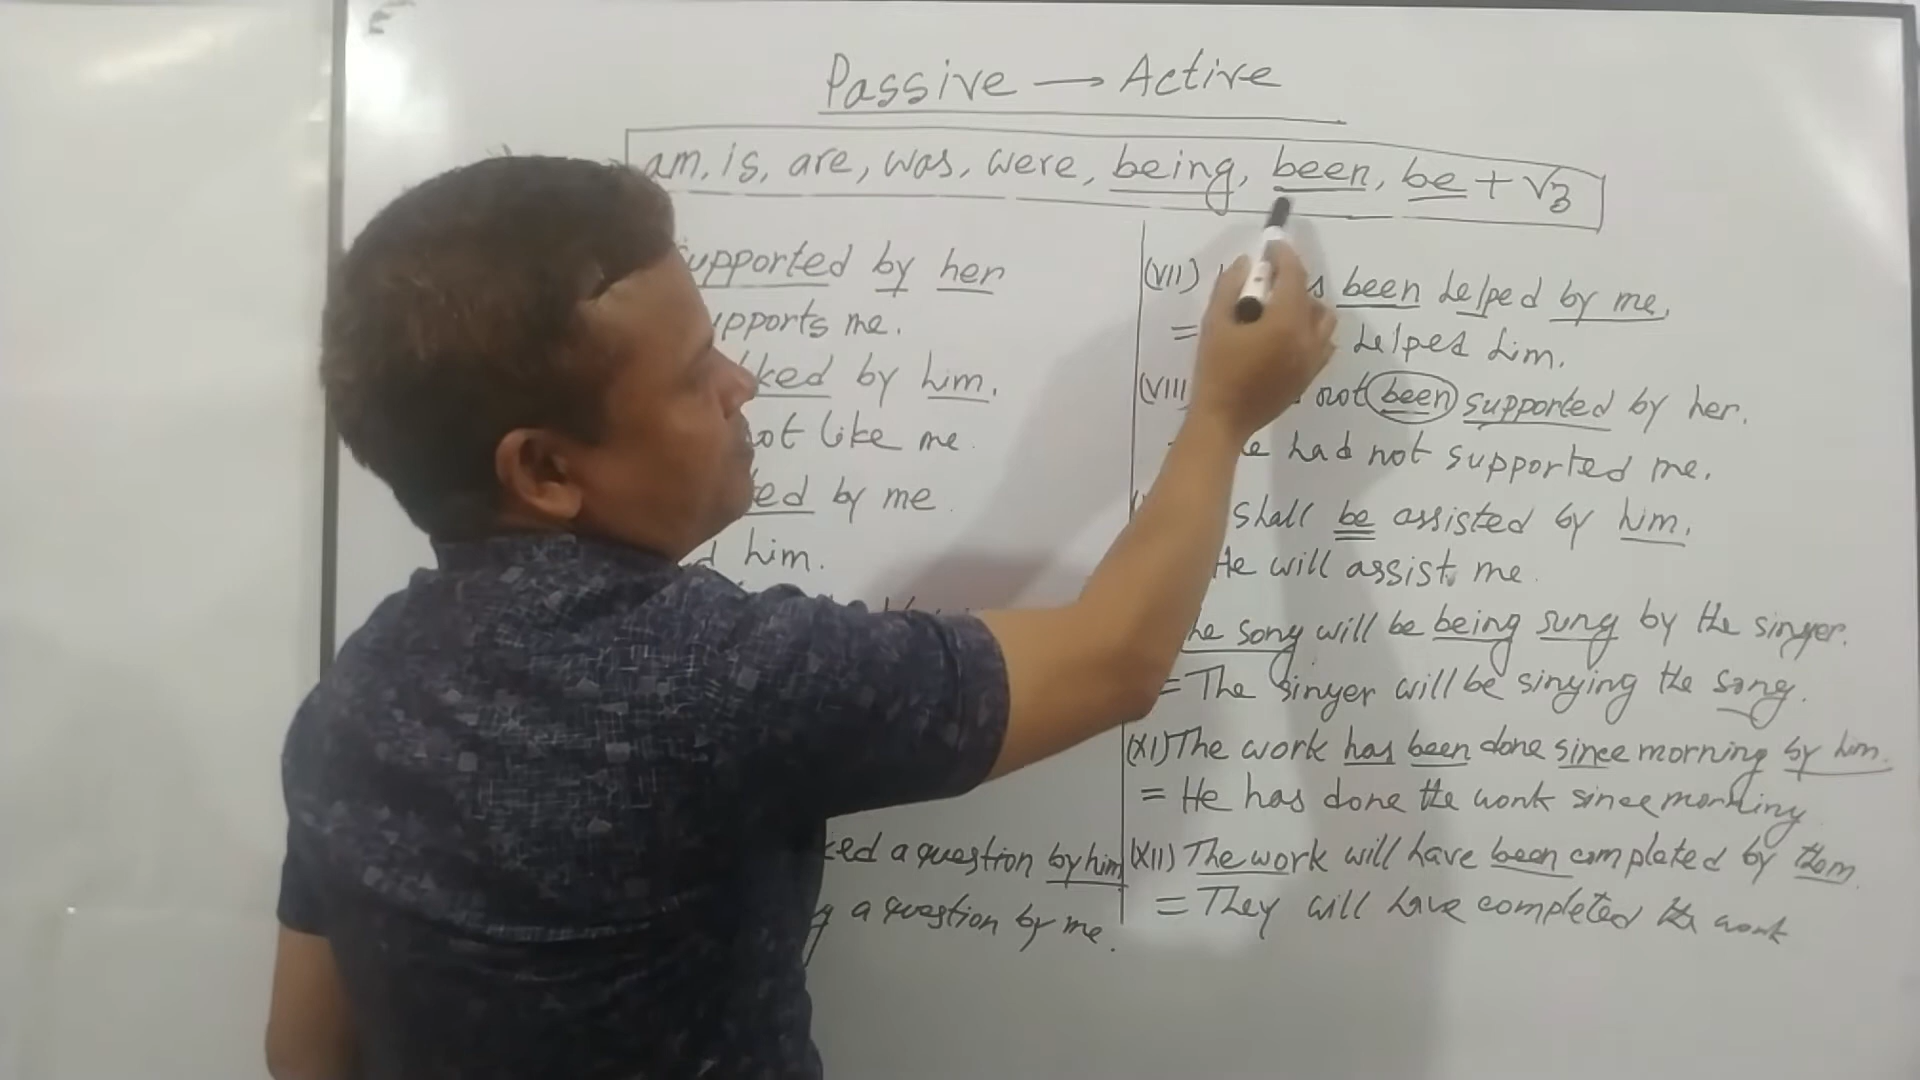 Passive → Active
am, is, are, was, were, being, been, be + √3
supported by her
pports me.
ked by him.
not like me.
ed by me.
him.
ked a question by him
g a question by me.
(VII) s been helped by me.
= helped him.
(VIII) not been supported by her.
e had not supported me.
shall be assisted by him.
He will assist me.
he song will be being sung by the singer.
= The singer will be singing the song.
(XI) The work has been done since morning by him.
= He has done the work since morning
(XII) The work will have been completed by them.
= They will have completed the work